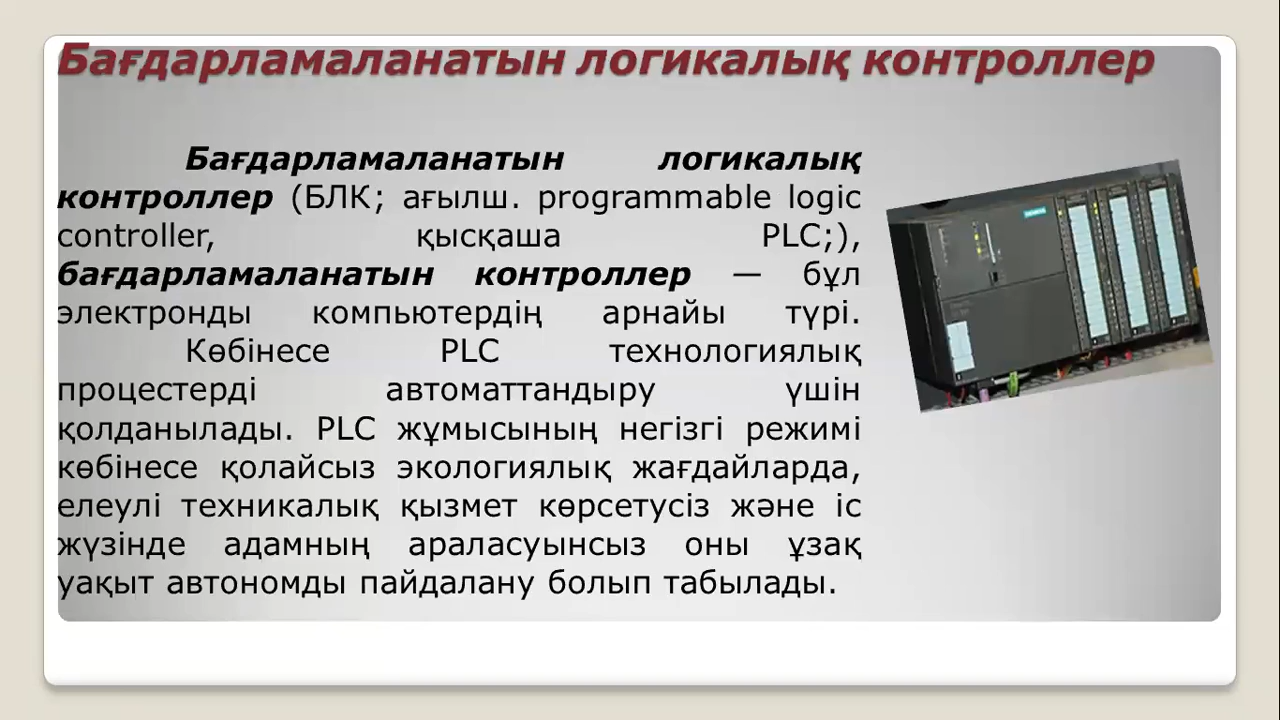 Бағдарламаланатын логикалық контроллер
Бағдарламаланатын логикалық
контроллер (БЛК; ағылш. programmable logic
controller, қысқаша PLC;),
бағдарламаланатын контроллер — бұл
электронды компьютердің арнайы түрі.
Көбінесе PLC технологиялық
процестерді автоматтандыру үшін
қолданылады. PLC жұмысының негізгі режимі
көбінесе қолайсыз экологиялық жағдайларда,
елеулі техникалық қызмет көрсетусіз және іс
жүзінде адамның араласуынсыз оны ұзақ
уақыт автономды пайдалану болып табылады.